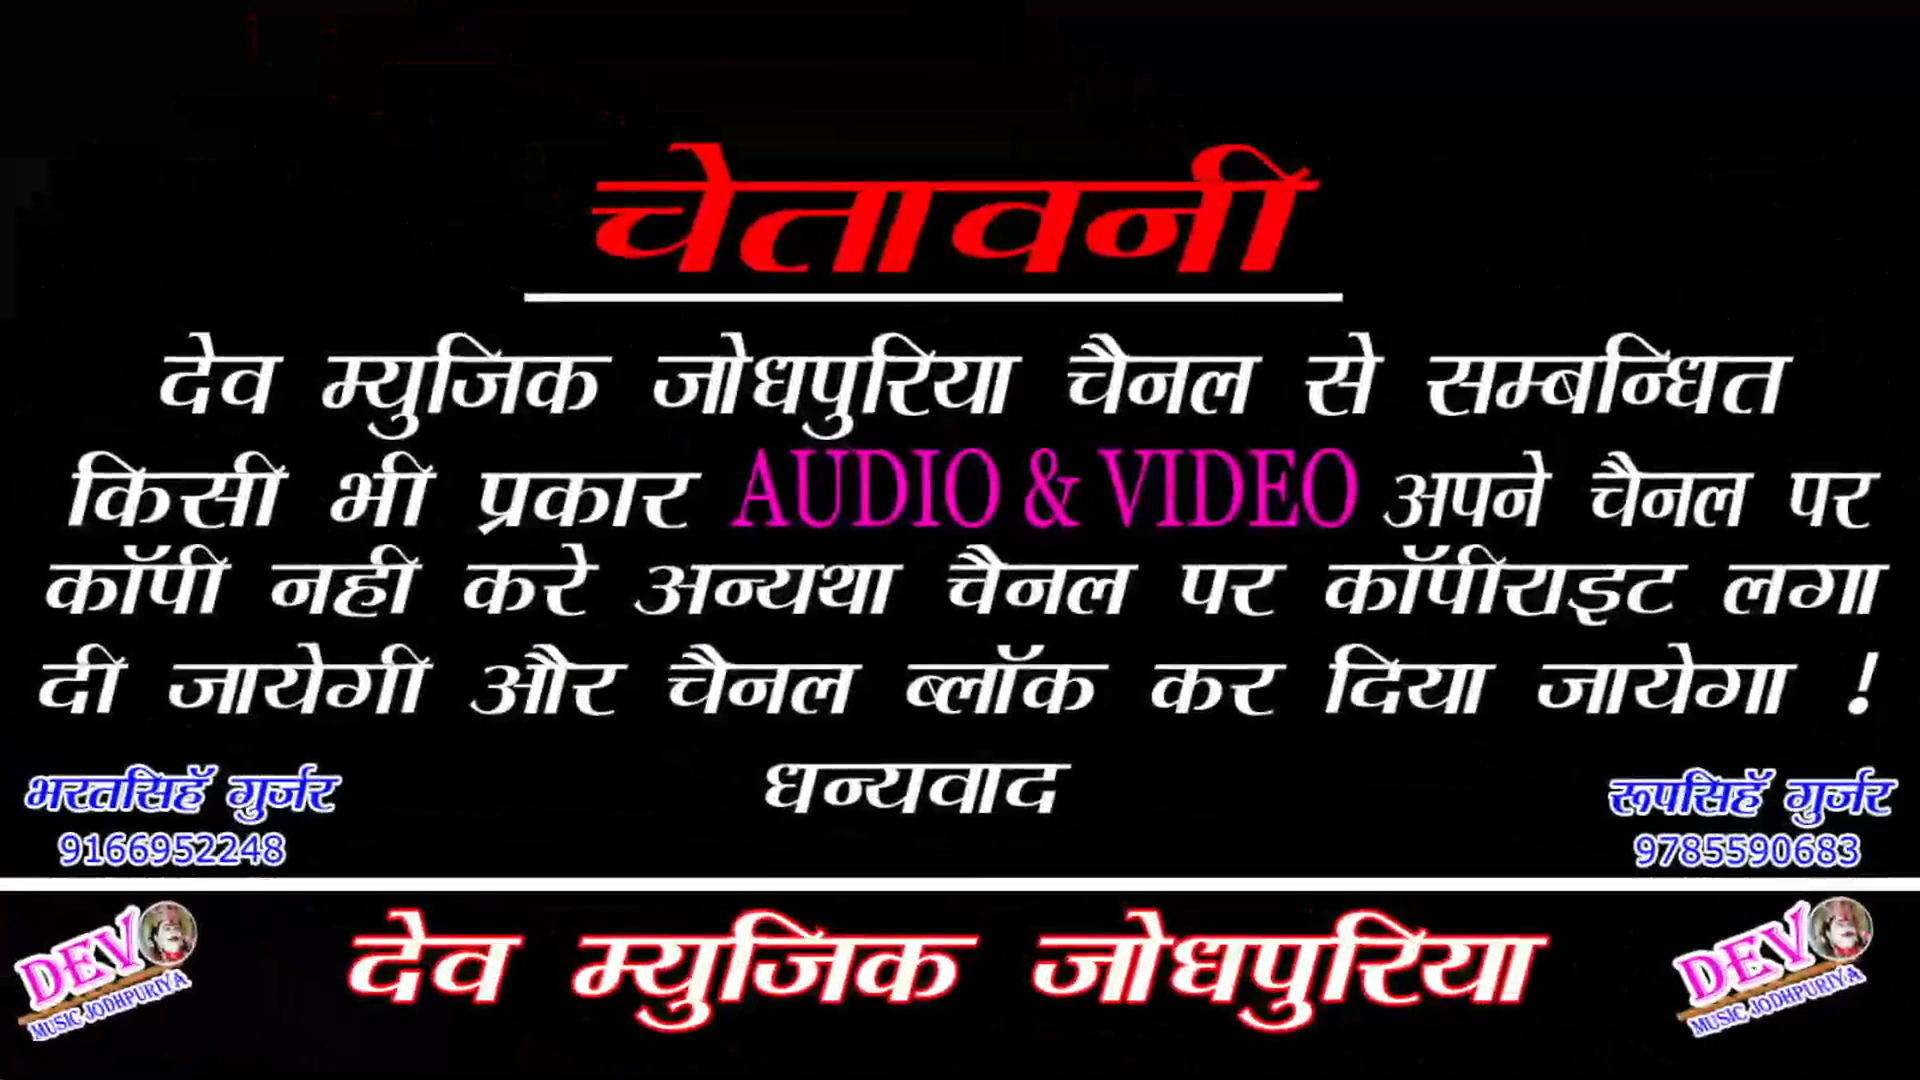 चेतावनी
देव म्युजिक जोधपुरिया चैनल से सम्बन्धित
किसी भी प्रकार AUDIO & VIDEO अपने चैनल पर
कॉपी नही करे अन्यथा चैनल पर कॉपीराइट लगा
दी जायेगी और चैनल ब्लॉक कर दिया जायेगा !
धन्यवाद
भरतसिहॅ गुर्जर
9166952248
रूपसिहॅ गुर्जर
9785590683
DEV
MUSIC JODHPURIYA
देव म्युजिक जोधपुरिया
DEV
MUSIC JODHPURIYA